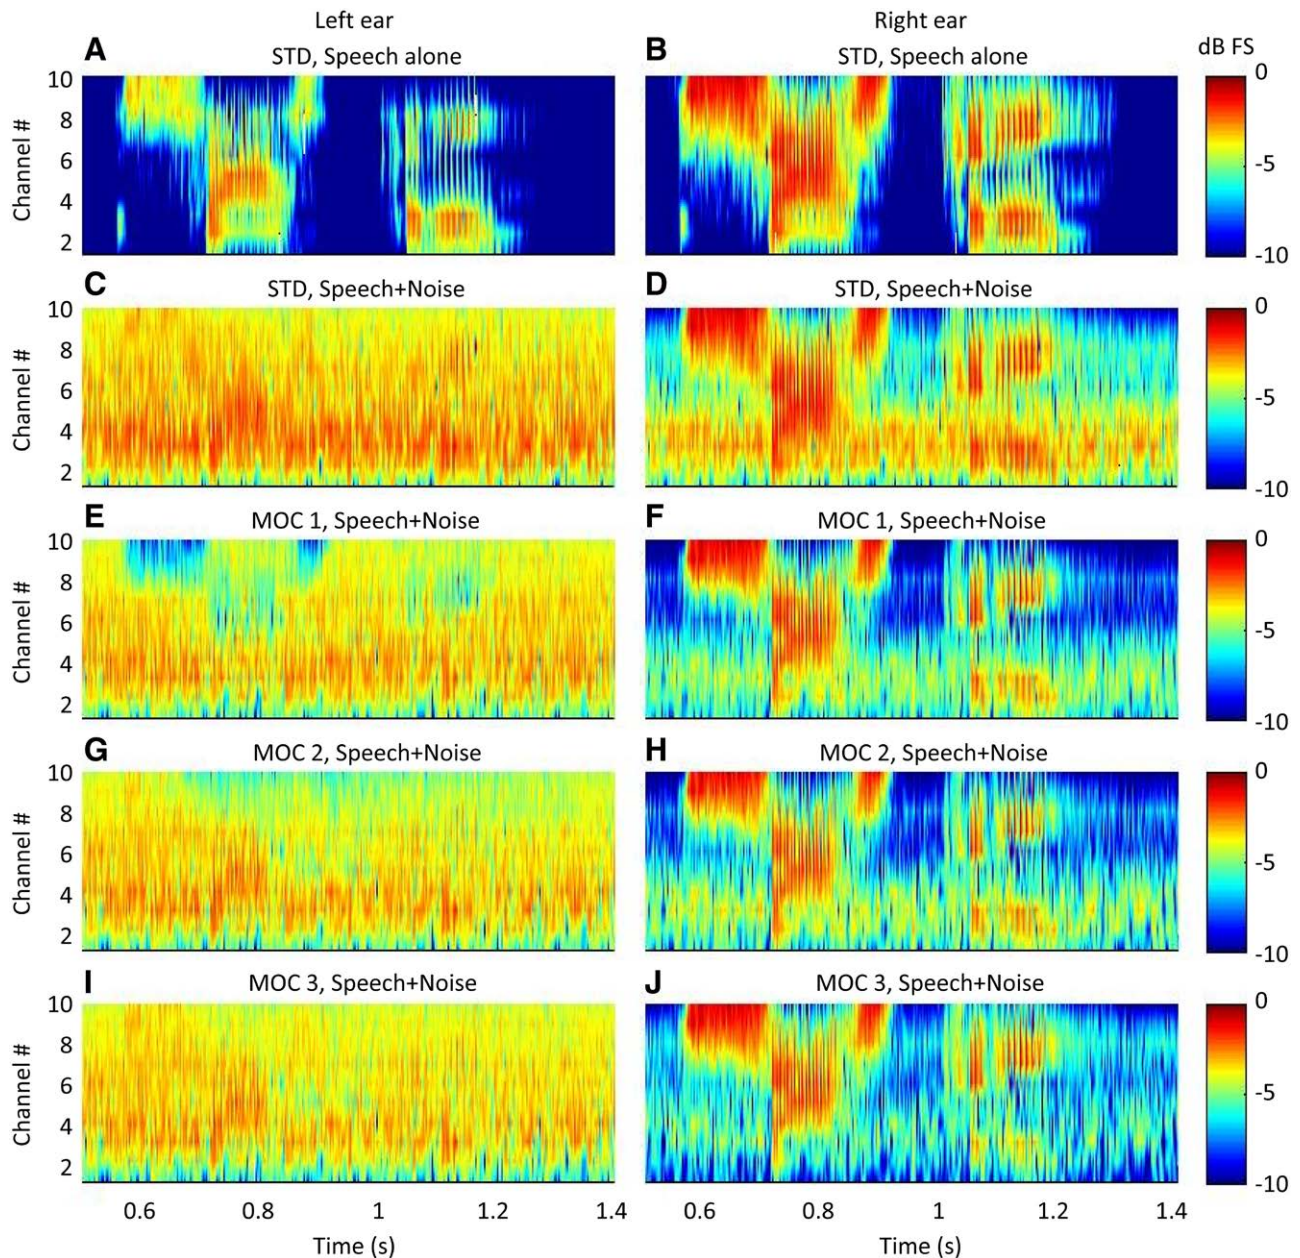 Left ear Right ear
A STD, Speech alone B STD, Speech alone dB FS
Channel # 10 8 6 4 2 0 -5 -10
C STD, Speech+Noise D STD, Speech+Noise
Channel # 10 8 6 4 2 0 -5 -10
E MOC 1, Speech+Noise F MOC 1, Speech+Noise
Channel # 10 8 6 4 2 0 -5 -10
G MOC 2, Speech+Noise H MOC 2, Speech+Noise
Channel # 10 8 6 4 2 0 -5 -10
I MOC 3, Speech+Noise J MOC 3, Speech+Noise
Channel # 10 8 6 4 2 0 -5 -10
0.6 0.8 1 1.2 1.4 0.6 0.8 1 1.2 1.4
Time (s) Time (s)